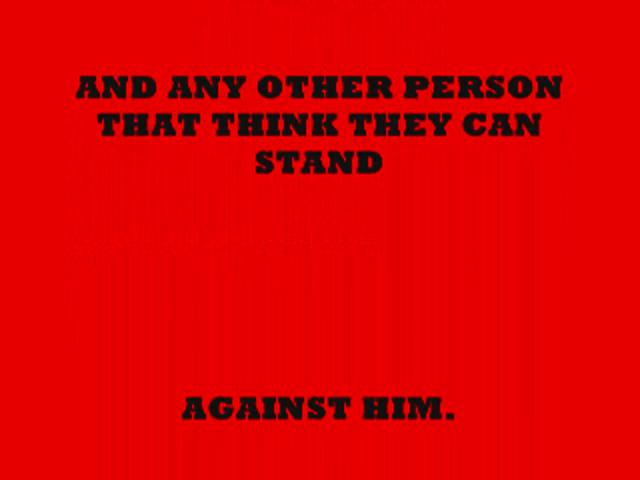 AND ANY OTHER PERSON
THAT THINK THEY CAN
STAND
AGAINST HIM.